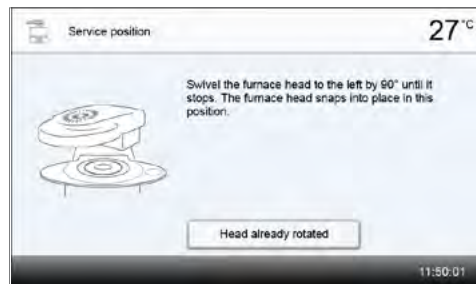 Service position
27°C
Swivel the furnace head to the left by 90° until it
stops. The furnace head snaps into place in this
position.
Head already rotated
11:50:01